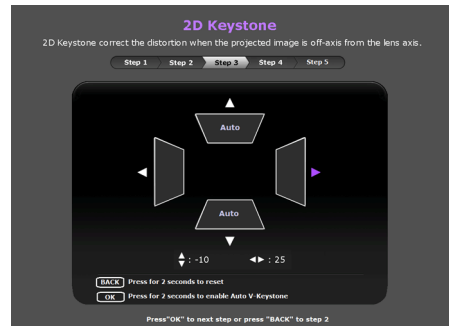 2D Keystone
2D Keystone correct the distortion when the projected image is off-axis from the lens axis.
Step 1 Step 2 Step 3 Step 4 Step 5
Auto
Auto
: -10 : 25
BACK Press for 2 seconds to reset
OK Press for 2 seconds to enable Auto V-Keystone
Press"OK" to next step or press "BACK" to step 2